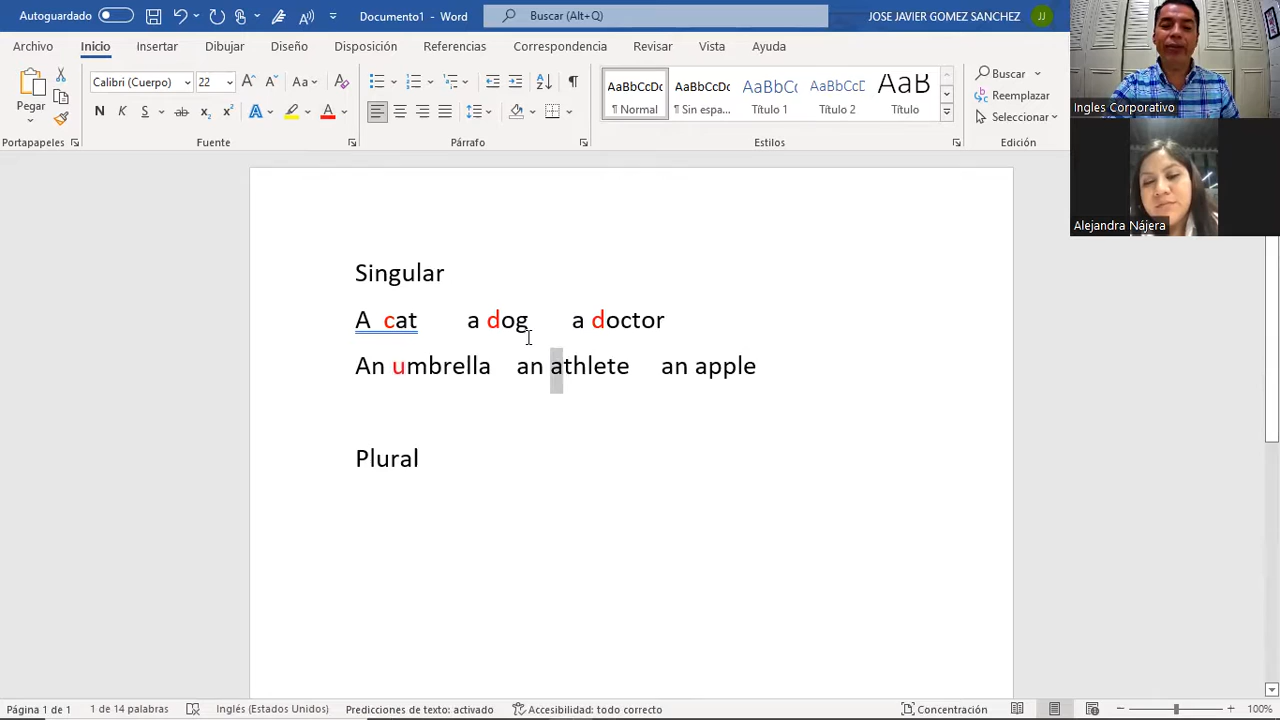 Autoguardado
Documento1 - Word
Buscar (Alt+Q)
JOSE JAVIER GOMEZ SANCHEZ
JJ
Archivo Inicio Insertar Dibujar Diseño Disposición Referencias Correspondencia Revisar Vista Ayuda
Pegar
Calibri (Cuerpo) 22
AaBbCcDc AaBbCcDc AaBbCc AaBbCcD AaB
¶ Normal ¶ Sin espa... Título 1 Título 2 Título
Buscar
Reemplazar
Seleccionar
Portapapeles Fuente Párrafo Estilos Edición
Ingles Corporativo
Alejandra Nájera
Singular
A cat a dog a doctor
An umbrella an athlete an apple
Plural
Página 1 de 1 1 de 14 palabras Inglés (Estados Unidos) Predicciones de texto: activado Accesibilidad: todo correcto Concentración 100%